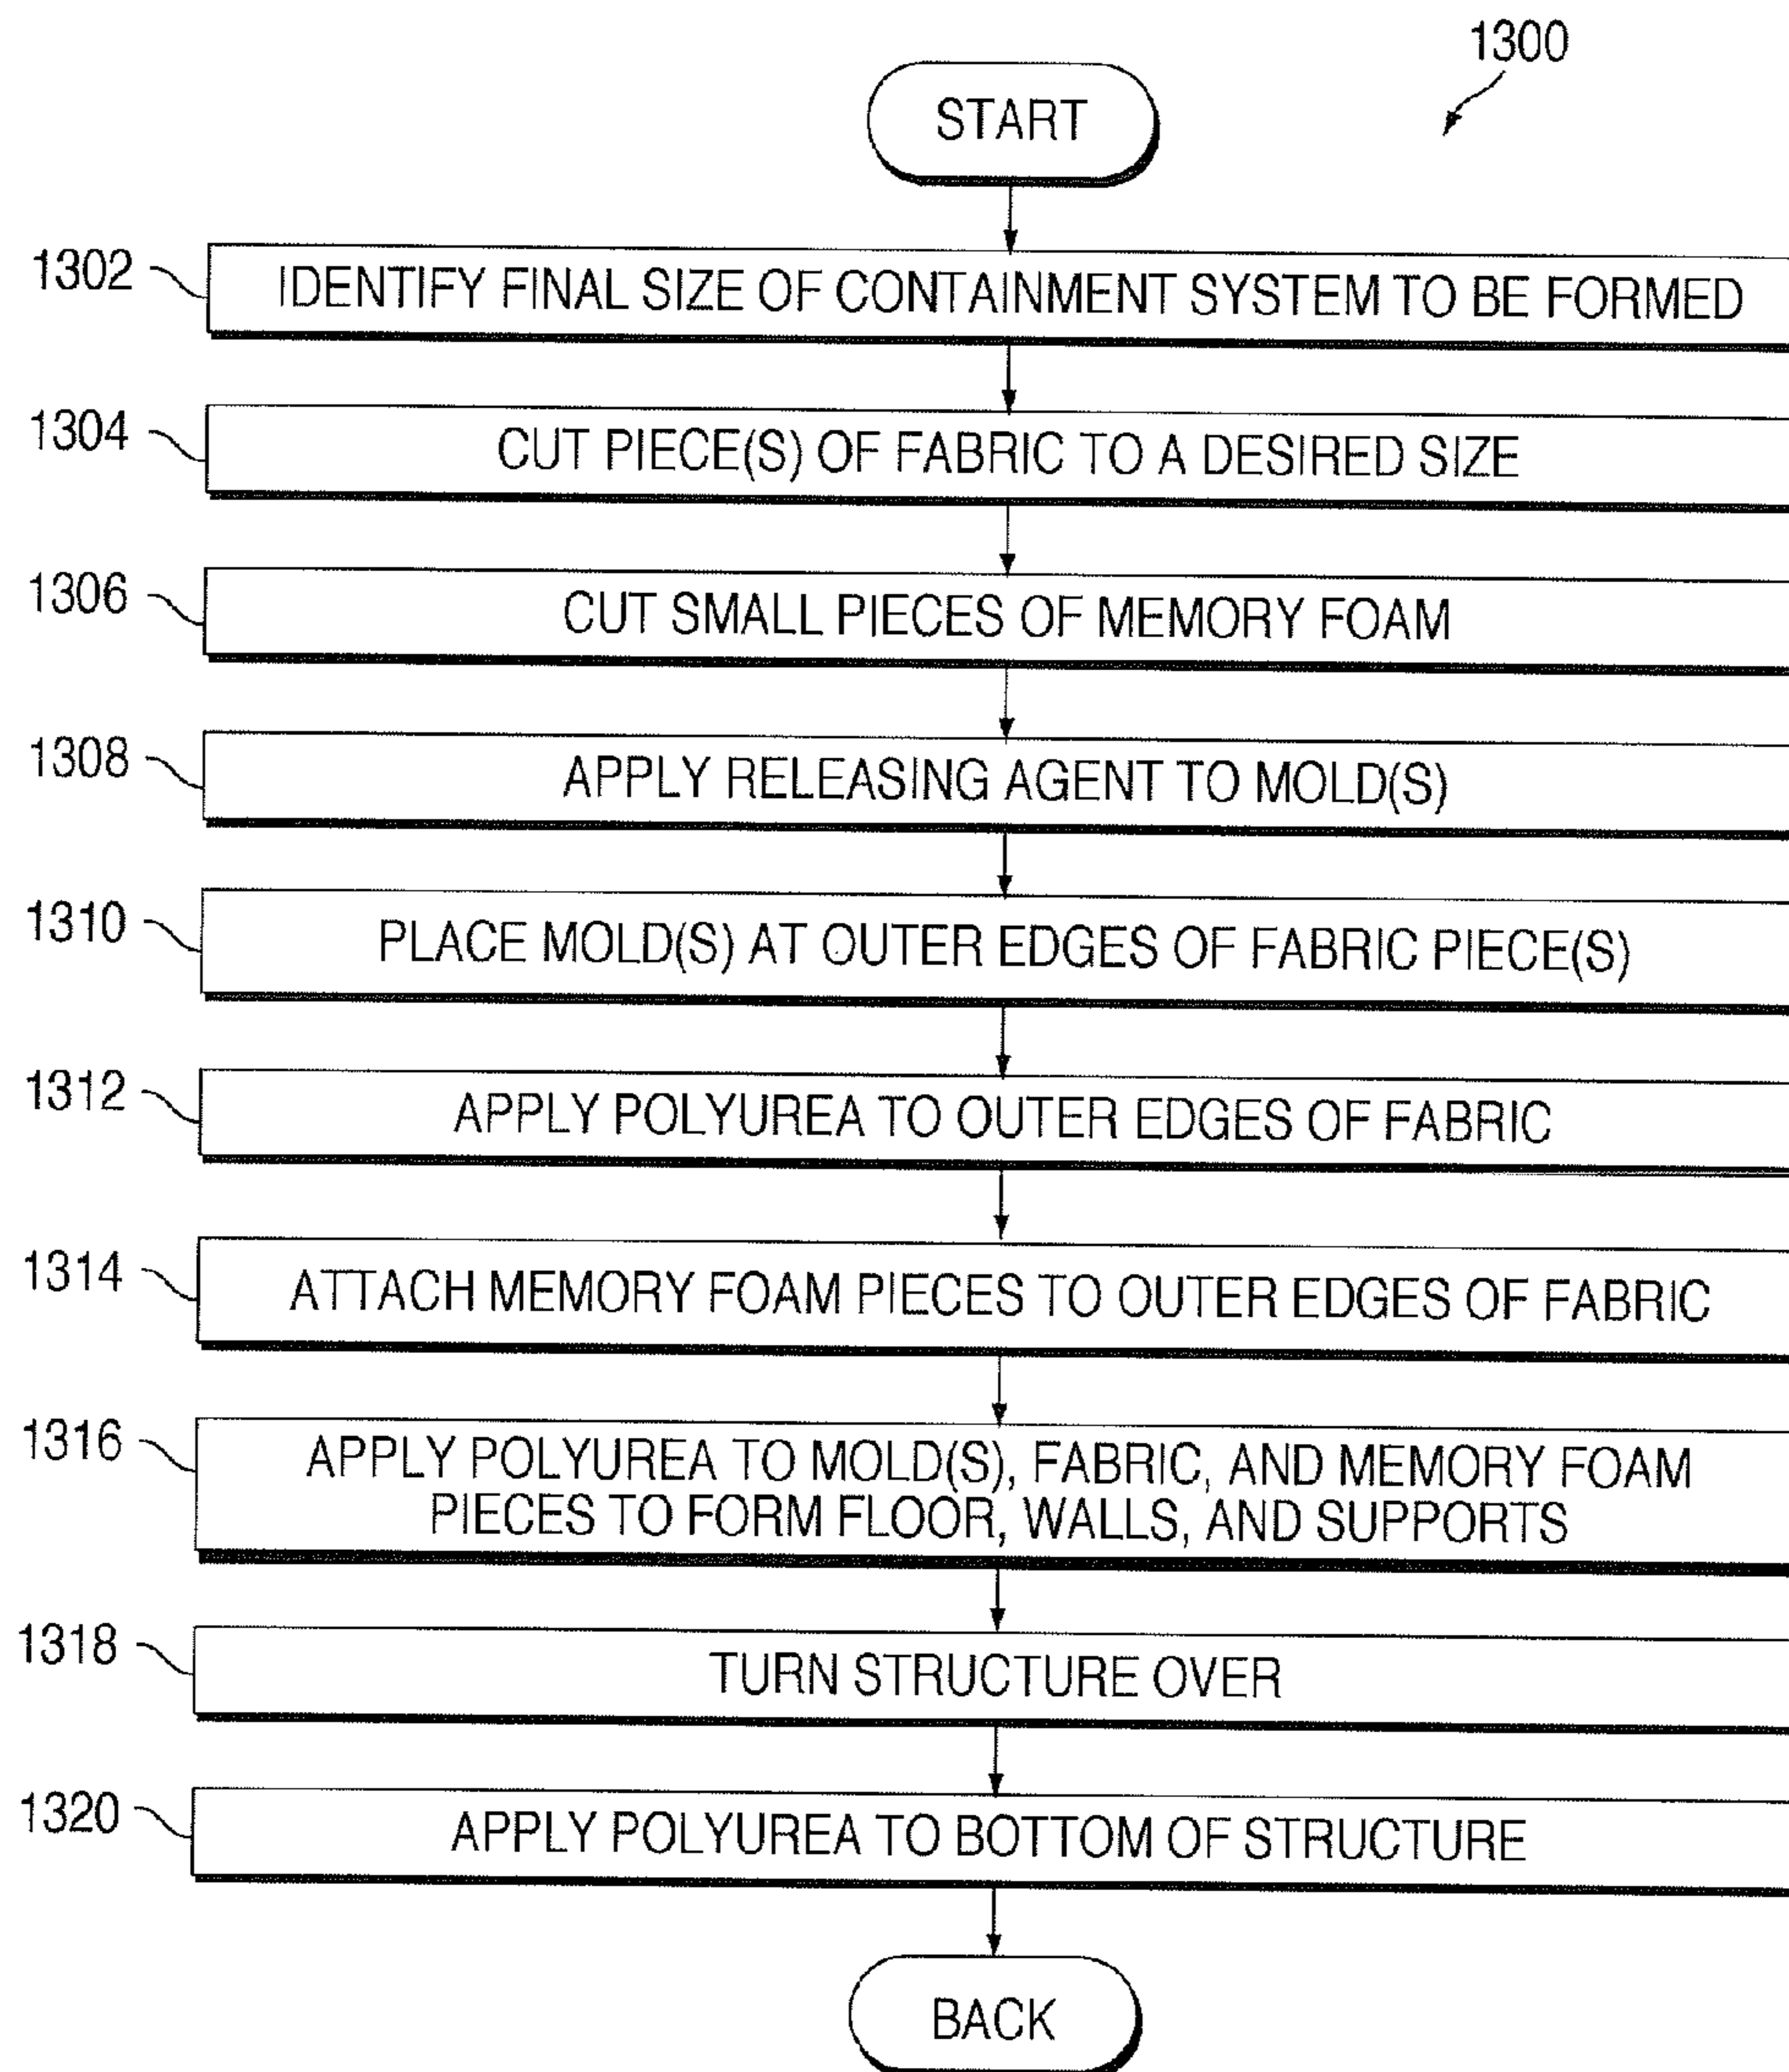 1300
START
1302
IDENTIFY FINAL SIZE OF CONTAINMENT SYSTEM TO BE FORMED
1304
CUT PIECE(S) OF FABRIC TO A DESIRED SIZE
1306
CUT SMALL PIECES OF MEMORY FOAM
1308
APPLY RELEASING AGENT TO MOLD(S)
1310
PLACE MOLD(S) AT OUTER EDGES OF FABRIC PIECE(S)
1312
APPLY POLYUREA TO OUTER EDGES OF FABRIC
1314
ATTACH MEMORY FOAM PIECES TO OUTER EDGES OF FABRIC
1316
APPLY POLYUREA TO MOLD(S), FABRIC, AND MEMORY FOAM
PIECES TO FORM FLOOR, WALLS, AND SUPPORTS
1318
TURN STRUCTURE OVER
1320
APPLY POLYUREA TO BOTTOM OF STRUCTURE
BACK